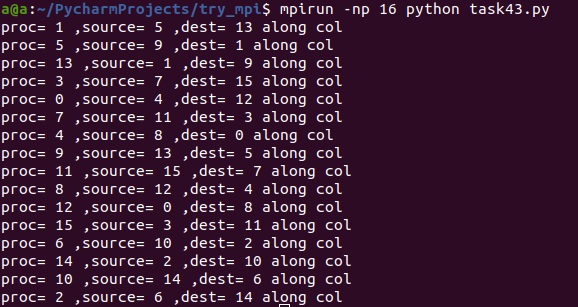 a@a:~/PycharmProjects/try_mpi$ mpirun -np 16 python task43.py
proc= 1 ,source= 5 ,dest= 13 along col
proc= 5 ,source= 9 ,dest= 1 along col
proc= 13 ,source= 1 ,dest= 9 along col
proc= 3 ,source= 7 ,dest= 15 along col
proc= 0 ,source= 4 ,dest= 12 along col
proc= 7 ,source= 11 ,dest= 3 along col
proc= 4 ,source= 8 ,dest= 0 along col
proc= 9 ,source= 13 ,dest= 5 along col
proc= 11 ,source= 15 ,dest= 7 along col
proc= 8 ,source= 12 ,dest= 4 along col
proc= 12 ,source= 0 ,dest= 8 along col
proc= 15 ,source= 3 ,dest= 11 along col
proc= 6 ,source= 10 ,dest= 2 along col
proc= 14 ,source= 2 ,dest= 10 along col
proc= 10 ,source= 14 ,dest= 6 along col
proc= 2 ,source= 6 ,dest= 14 along col